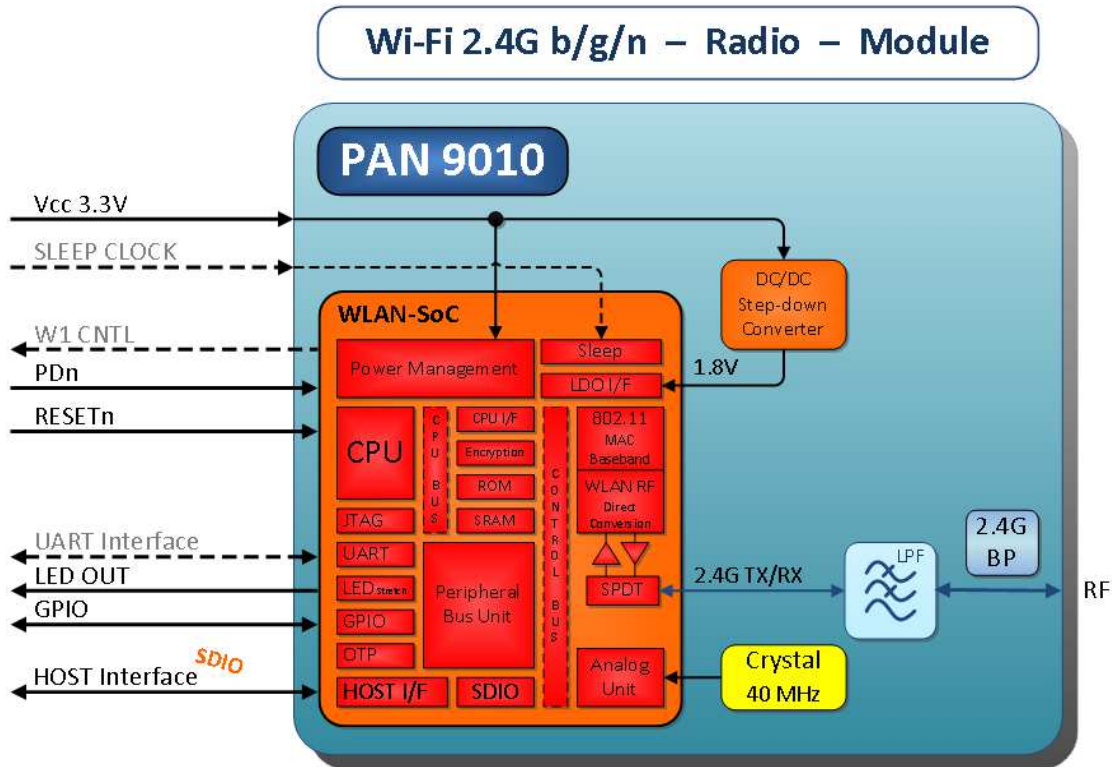 Wi-Fi 2.4G b/g/n – Radio – Module
PAN 9010
Vcc 3.3V
SLEEP CLOCK
W1 CNTL
PDn
RESETn
UART Interface
LED OUT
GPIO
HOST Interface
SDIO
DC/DC
Step-down
Converter
1.8V
WLAN-SoC
Power Management
Sleep
LDO I/F
CPU
CPU BUS
CPU I/F
Encryption
ROM
SRAM
CONTROL BUS
802.11
MAC
Baseband
WLAN RF
Direct
Conversion
JTAG
UART
LED Stretch
GPIO
OTP
Peripheral
Bus Unit
SPDT
HOST I/F
SDIO
Analog
Unit
2.4G TX/RX
LPF
2.4G
BP
RF
Crystal
40 MHz